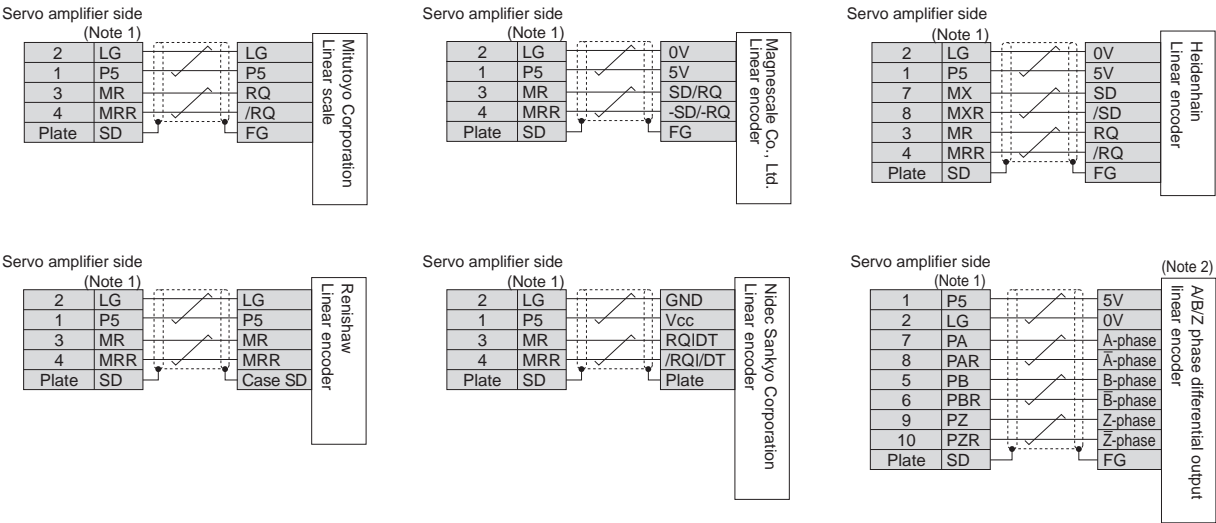 Servo amplifier side
(Note 1)
2 LG LG
1 P5 P5
3 MR RQ
4 MRR /RQ
Plate SD FG
Mitutoyo Corporation
Linear scale
Servo amplifier side
(Note 1)
2 LG 0V
1 P5 5V
3 MR SD/RQ
4 MRR -SD/-RQ
Plate SD FG
Magnescale Co., Ltd.
Linear encoder
Servo amplifier side
(Note 1)
2 LG 0V
1 P5 5V
7 MX SD
8 MXR /SD
3 MR RQ
4 MRR /RQ
Plate SD FG
Heidenhain
Linear encoder
Servo amplifier side
(Note 1)
2 LG LG
1 P5 P5
3 MR MR
4 MRR MRR
Plate SD Case SD
Renishaw
Linear encoder
Servo amplifier side
(Note 1)
2 LG GND
1 P5 Vcc
3 MR RQIDT
4 MRR /RQI/DT
Plate SD Plate
Nidec Sankyo Corporation
Linear encoder
Servo amplifier side
(Note 1)
(Note 2)
1 P5 5V
2 LG 0V
7 PA A-phase
8 PAR A̅-phase
5 PB B-phase
6 PBR B̅-phase
9 PZ Z-phase
10 PZR Z̅-phase
Plate SD FG
A/B/Z phase differential output
linear encoder